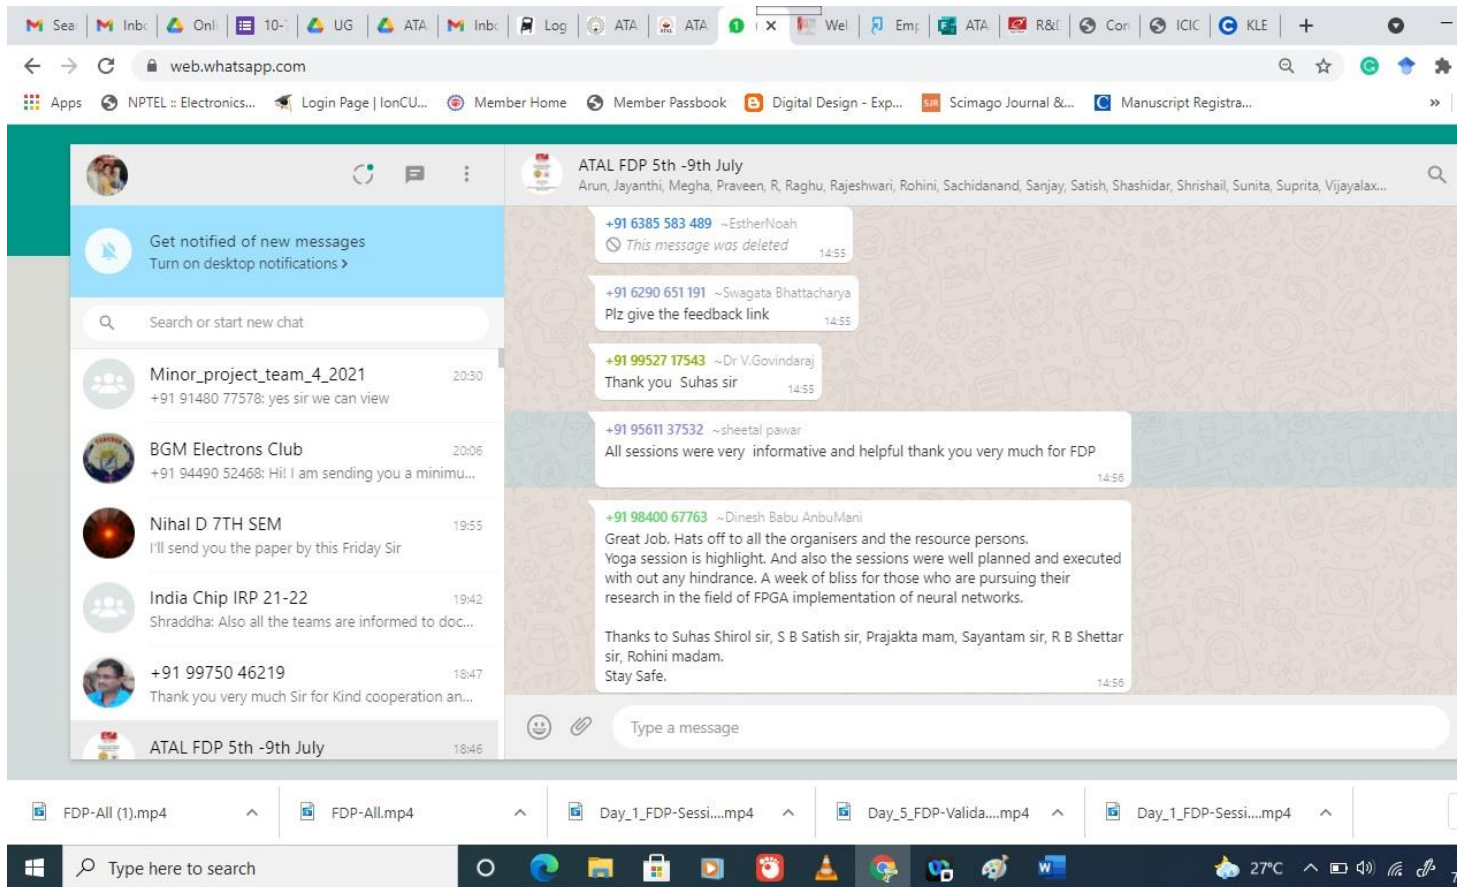 Sea Inb Onli 10- UG ATA Inbo Log ATA ATA Wel Emp ATA R&D Con ICIC KLE
web.whatsapp.com
Apps NPTEL :: Electronics... Login Page | IonCU... Member Home Member Passbook Digital Design - Exp... Scimago Journal &... Manuscript Registra... »
ATAL FDP 5th -9th July
Arun, Jayanthi, Megha, Praveen, R, Raghu, Rajeshwari, Rohini, Sachidanand, Sanjay, Satish, Shashidar, Shrishail, Sunita, Suprita, Vijayalax...
Get notified of new messages
Turn on desktop notifications >
Search or start new chat
Minor_project_team_4_2021 20:30
+91 91480 77578: yes sir we can view
BGM Electrons Club 20:06
+91 94490 52468: Hi! I am sending you a minimu...
Nihal D 7TH SEM 19:55
I'll send you the paper by this Friday Sir
India Chip IRP 21-22 19:42
Shraddha: Also all the teams are informed to doc...
+91 99750 46219 18:47
Thank you very much Sir for Kind cooperation an...
ATAL FDP 5th -9th July 18:46
+91 6385 583 489 ~EstherNoah
This message was deleted 14:55
+91 6290 651 191 ~Swagata Bhattacharya
Plz give the feedback link 14:55
+91 99527 17543 ~Dr V.Govindaraj
Thank you Suhas sir 14:55
+91 95611 37532 ~sheetal pawar
All sessions were very informative and helpful thank you very much for FDP
14:56
+91 98400 67763 ~Dinesh Babu AnbuMani
Great Job. Hats off to all the organisers and the resource persons.
Yoga session is highlight. And also the sessions were well planned and executed
with out any hindrance. A week of bliss for those who are pursuing their
research in the field of FPGA implementation of neural networks.
Thanks to Suhas Shirol sir, S B Satish sir, Prajakta mam, Sayantam sir, R B Shettar
sir, Rohini madam.
Stay Safe. 14:56
Type a message
FDP-All (1).mp4 FDP-All.mp4 Day_1_FDP-Sessi....mp4 Day_5_FDP-Valida....mp4 Day_1_FDP-Sessi....mp4
Type here to search 27°C